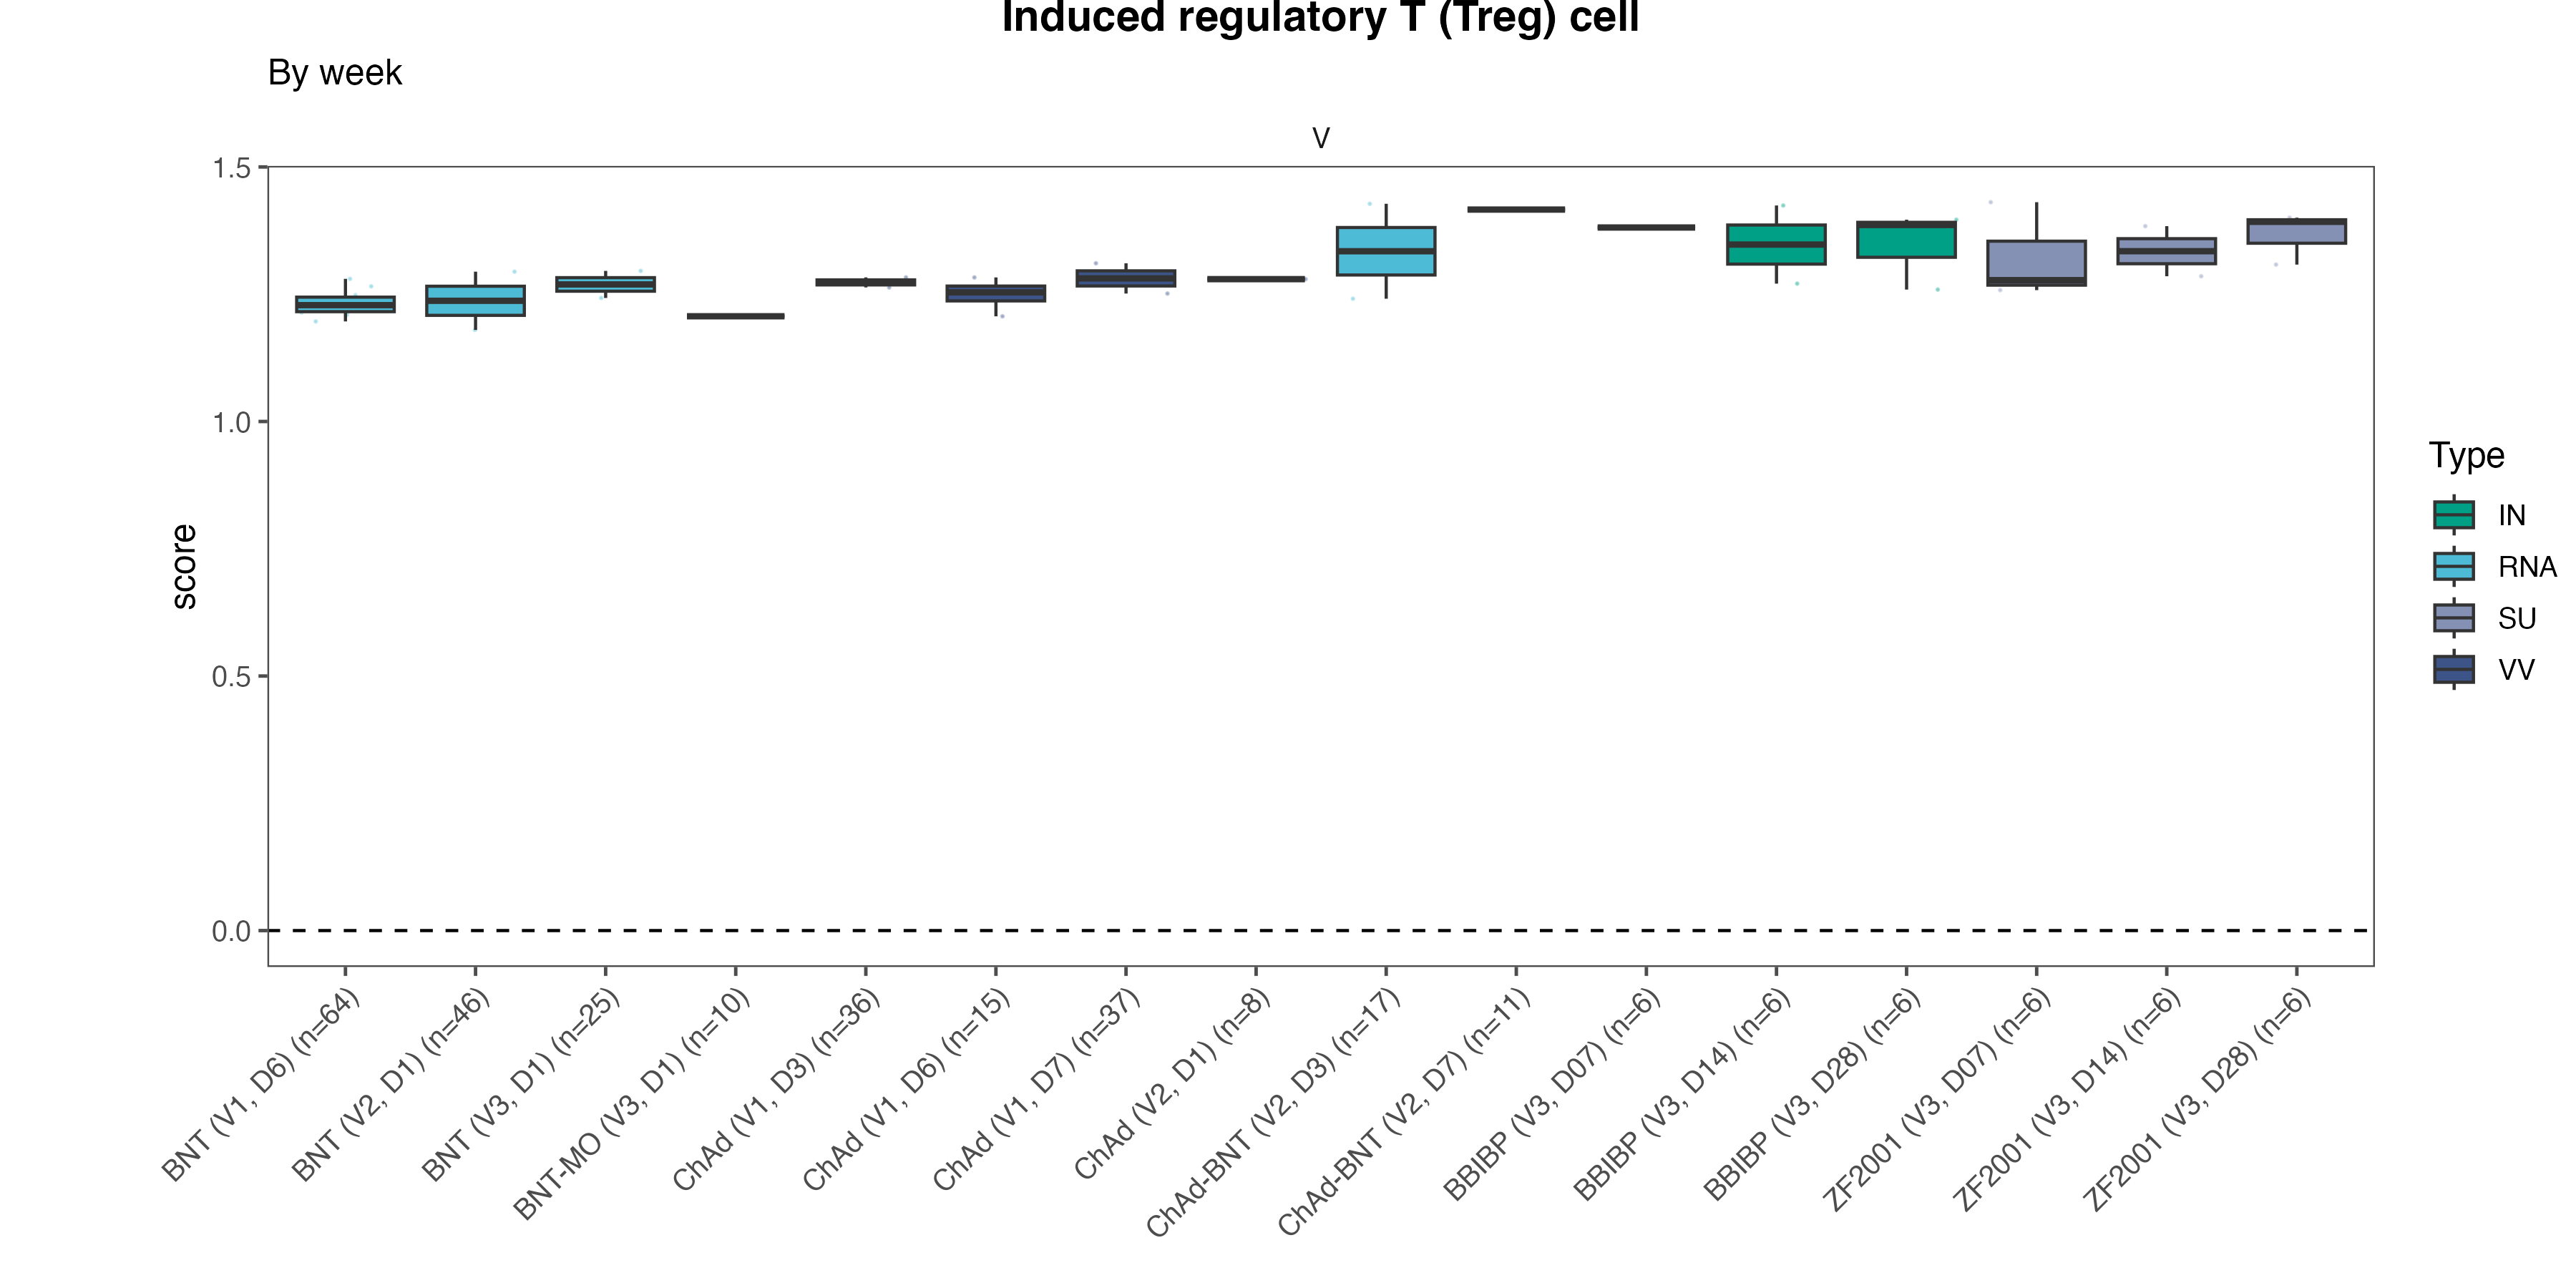 Induced regulatory T (Treg) cell
By week
V
1.5
1.0
0.5
0.0
score
BNT (V1, D6) (n=64)
BNT (V2, D1) (n=46)
BNT (V3, D1) (n=25)
BNT-MO (V3, D1) (n=10)
ChAd (V1, D3) (n=36)
ChAd (V1, D6) (n=15)
ChAd (V1, D7) (n=37)
ChAd (V2, D1) (n=8)
ChAd-BNT (V2, D3) (n=17)
ChAd-BNT (V2, D7) (n=11)
BBIBP (V3, D07) (n=6)
BBIBP (V3, D14) (n=6)
BBIBP (V3, D28) (n=6)
ZF2001 (V3, D07) (n=6)
ZF2001 (V3, D14) (n=6)
ZF2001 (V3, D28) (n=6)
Type
IN
RNA
SU
VV